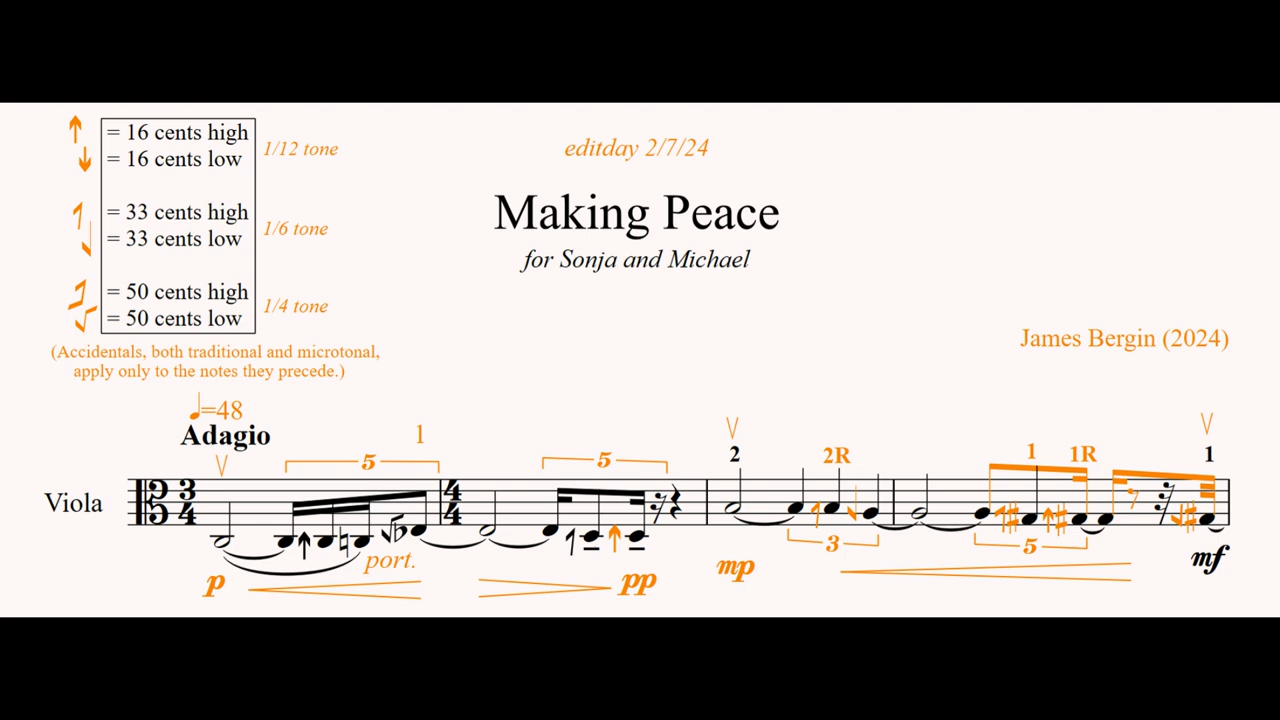 = 16 cents high
= 16 cents low
1/12 tone
= 33 cents high
= 33 cents low
1/6 tone
= 50 cents high
= 50 cents low
1/4 tone
(Accidentals, both traditional and microtonal,
apply only to the notes they precede.)
editday 2/7/24
Making Peace
for Sonja and Michael
James Bergin (2024)
=48
Adagio
1
2
2R
1
1R
1
5
5
Viola
3
4
4
4
port.
3
5
p
pp
mp
mf